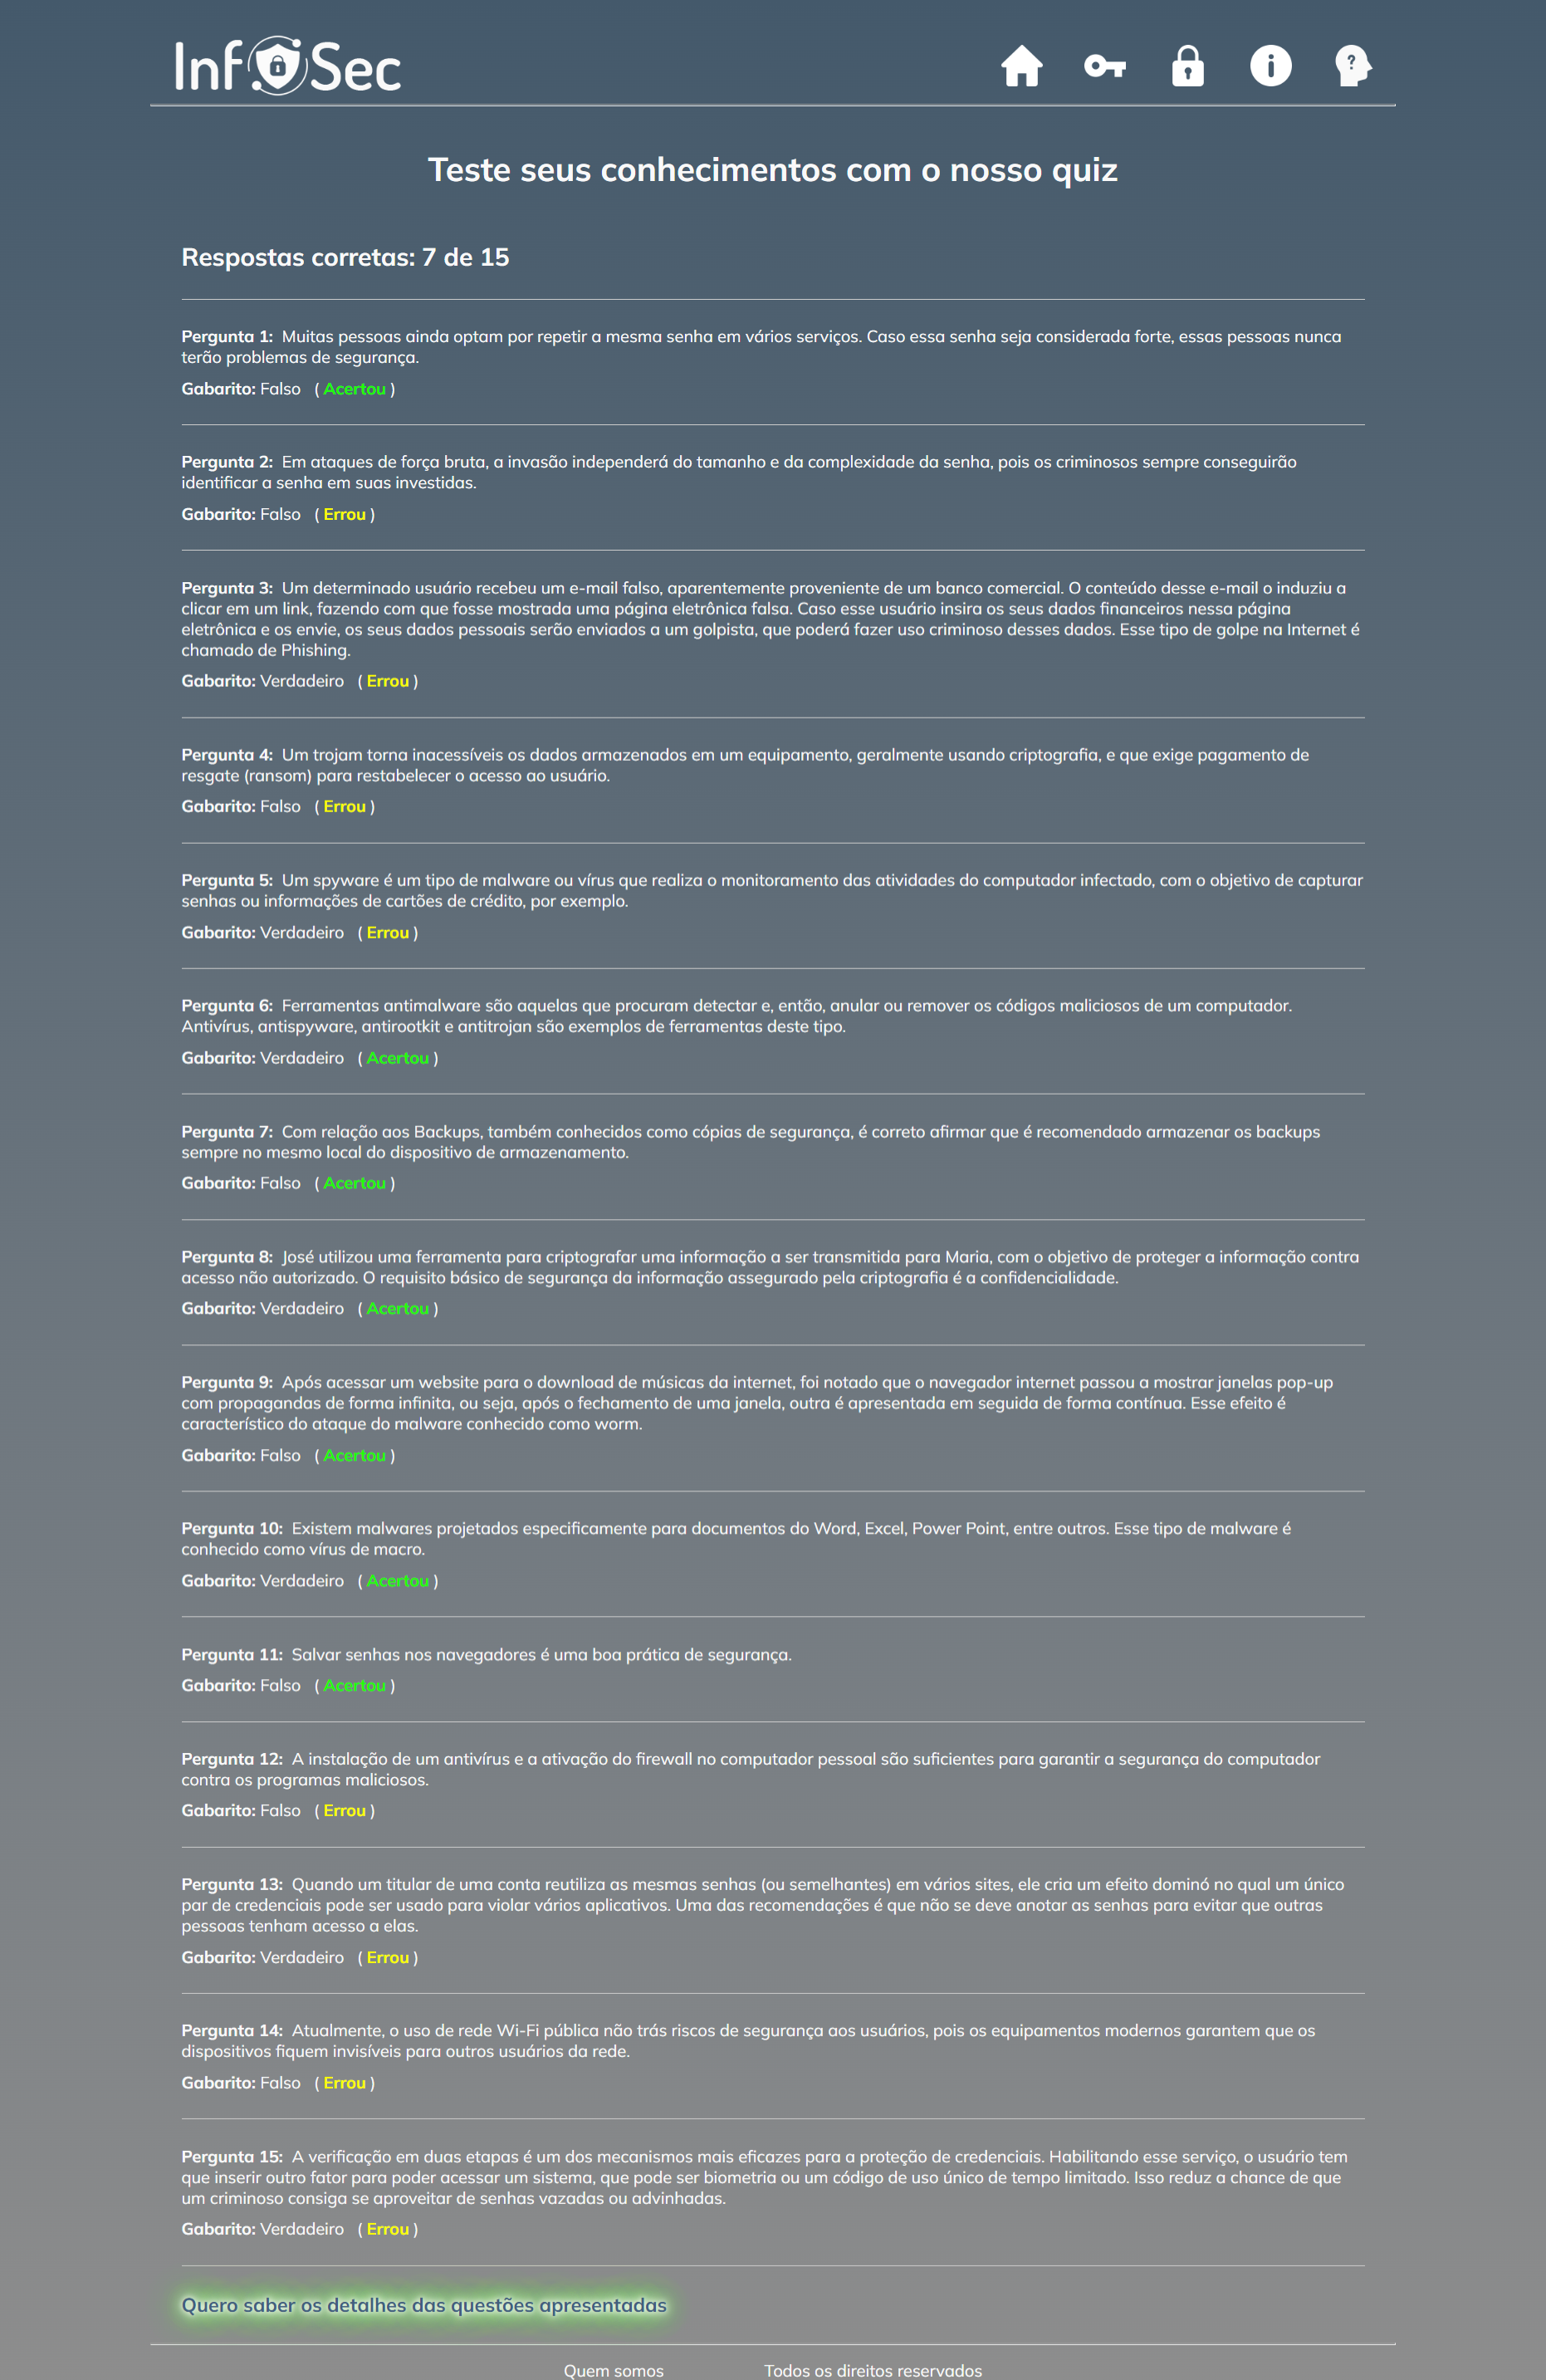 InfoSec
Teste seus conhecimentos com o nosso quiz
Respostas corretas: 7 de 15
Pergunta 1: Muitas pessoas ainda optam por repetir a mesma senha em vários serviços. Caso essa senha seja considerada forte, essas pessoas nunca
terão problemas de segurança.
Gabarito: Falso ( Acertou )
Pergunta 2: Em ataques de força bruta, a invasão independerá do tamanho e da complexidade da senha, pois os criminosos sempre conseguirão
identificar a senha em suas investidas.
Gabarito: Falso ( Errou )
Pergunta 3: Um determinado usuário recebeu um e-mail falso, aparentemente proveniente de um banco comercial. O conteúdo desse e-mail o induziu a
clicar em um link, fazendo com que fosse mostrada uma página eletrônica falsa. Caso esse usuário insira os seus dados financeiros nessa página
eletrônica e os envie, os seus dados pessoais serão enviados a um golpista, que poderá fazer uso criminoso desses dados. Esse tipo de golpe na Internet é
chamado de Phishing.
Gabarito: Verdadeiro ( Errou )
Pergunta 4: Um trojam torna inacessíveis os dados armazenados em um equipamento, geralmente usando criptografia, e que exige pagamento de
resgate (ransom) para restabelecer o acesso ao usuário.
Gabarito: Falso ( Errou )
Pergunta 5: Um spyware é um tipo de malware ou vírus que realiza o monitoramento das atividades do computador infectado, com o objetivo de capturar
senhas ou informações de cartões de crédito, por exemplo.
Gabarito: Verdadeiro ( Errou )
Pergunta 6: Ferramentas antimalware são aquelas que procuram detectar e, então, anular ou remover os códigos maliciosos de um computador.
Antivírus, antispyware, antirootkit e antitrojan são exemplos de ferramentas deste tipo.
Gabarito: Verdadeiro ( Acertou )
Pergunta 7: Com relação aos Backups, também conhecidos como cópias de segurança, é correto afirmar que é recomendado armazenar os backups
sempre no mesmo local do dispositivo de armazenamento.
Gabarito: Falso ( Acertou )
Pergunta 8: José utilizou uma ferramenta para criptografar uma informação a ser transmitida para Maria, com o objetivo de proteger a informação contra
acesso não autorizado. O requisito básico de segurança da informação assegurado pela criptografia é a confidencialidade.
Gabarito: Verdadeiro ( Acertou )
Pergunta 9: Após acessar um website para o download de músicas da internet, foi notado que o navegador internet passou a mostrar janelas pop-up
com propagandas de forma infinita, ou seja, após o fechamento de uma janela, outra é apresentada em seguida de forma contínua. Esse efeito é
característico do ataque do malware conhecido como worm.
Gabarito: Falso ( Acertou )
Pergunta 10: Existem malwares projetados especificamente para documentos do Word, Excel, Power Point, entre outros. Esse tipo de malware é
conhecido como vírus de macro.
Gabarito: Verdadeiro ( Acertou )
Pergunta 11: Salvar senhas nos navegadores é uma boa prática de segurança.
Gabarito: Falso ( Acertou )
Pergunta 12: A instalação de um antivírus e a ativação do firewall no computador pessoal são suficientes para garantir a segurança do computador
contra os programas maliciosos.
Gabarito: Falso ( Errou )
Pergunta 13: Quando um titular de uma conta reutiliza as mesmas senhas (ou semelhantes) em vários sites, ele cria um efeito dominó no qual um único
par de credenciais pode ser usado para violar vários aplicativos. Uma das recomendações é que não se deve anotar as senhas para evitar que outras
pessoas tenham acesso a elas.
Gabarito: Verdadeiro ( Errou )
Pergunta 14: Atualmente, o uso de rede Wi-Fi pública não trás riscos de segurança aos usuários, pois os equipamentos modernos garantem que os
dispositivos fiquem invisíveis para outros usuários da rede.
Gabarito: Falso ( Errou )
Pergunta 15: A verificação em duas etapas é um dos mecanismos mais eficazes para a proteção de credenciais. Habilitando esse serviço, o usuário tem
que inserir outro fator para poder acessar um sistema, que pode ser biometria ou um código de uso único de tempo limitado. Isso reduz a chance de que
um criminoso consiga se aproveitar de senhas vazadas ou advinhadas.
Gabarito: Verdadeiro ( Errou )
Quero saber os detalhes das questões apresentadas
Quem somos Todos os direitos reservados